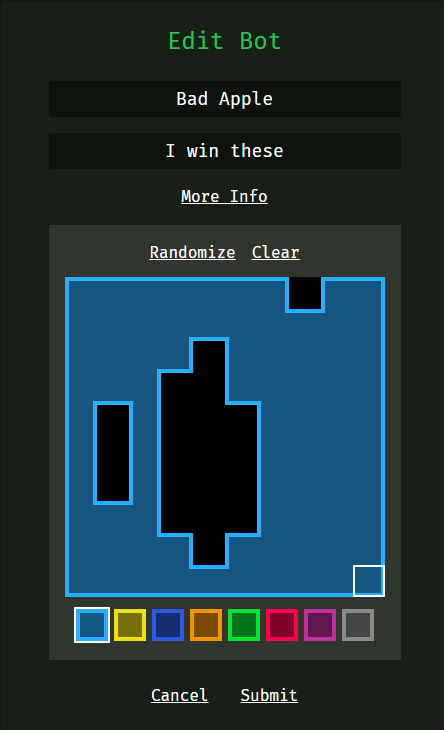 Edit Bot
Bad Apple
I win these
More Info
Randomize Clear
Cancel Submit